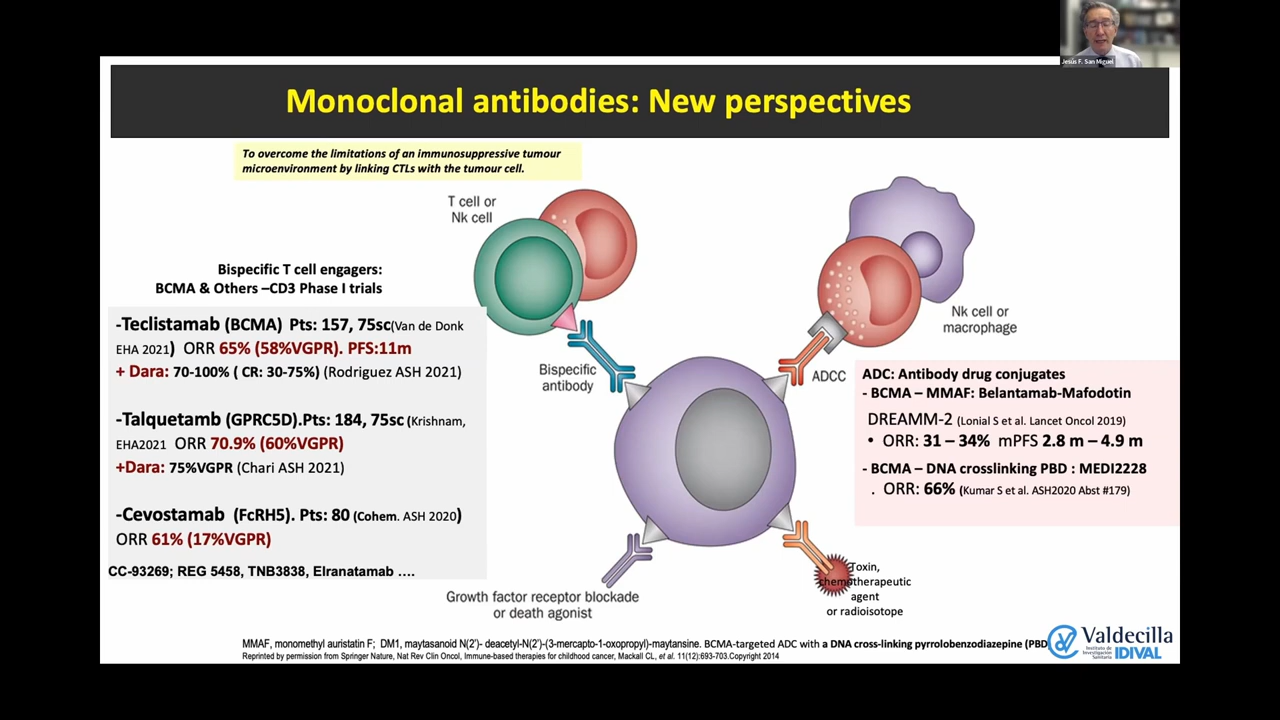 Jesús F. San Miguel
Monoclonal antibodies: New perspectives
To overcome the limitations of an immunosuppressive tumour
microenvironment by linking CTLs with the tumour cell.
T cell or
Nk cell
Bispecific T cell engagers:
BCMA & Others –CD3 Phase I trials
-Teclistamab (BCMA) Pts: 157, 75sc(Van de Donk
EHA 2021) ORR 65% (58%VGPR). PFS:11m
+ Dara: 70-100% ( CR: 30-75%) (Rodriguez ASH 2021)
-Talquetamb (GPRC5D).Pts: 184, 75sc (Krishnam,
EHA2021 ORR 70.9% (60%VGPR)
+Dara: 75%VGPR (Chari ASH 2021)
-Cevostamab (FcRH5). Pts: 80 (Cohem. ASH 2020)
ORR 61% (17%VGPR)
CC-93269; REG 5458, TNB3838, Elranatamab ....
Bispecific
antibody
ADCC
Nk cell or
macrophage
ADC: Antibody drug conjugates
- BCMA – MMAF: Belantamab-Mafodotin
DREAMM-2 (Lonial S et al. Lancet Oncol 2019)
• ORR: 31 – 34% mPFS 2.8 m – 4.9 m
- BCMA – DNA crosslinking PBD : MEDI2228
. ORR: 66% (Kumar S et al. ASH2020 Abst #179)
Growth factor receptor blockade
or death agonist
Toxin,
chemotherapeutic
agent
or radioisotope
MMAF, monomethyl auristatin F; DM1, maytasanoid N(2')- deacetyl-N(2')-(3-mercapto-1-oxopropyl)-maytansine. BCMA-targeted ADC with a DNA cross-linking pyrrolobenzodiazepine (PBD
Reprinted by permission from Springer Nature, Nat Rev Clin Oncol, Immune-based therapies for childhood cancer, Mackall CL, et al. 11(12):693-703.Copyright 2014
Valdecilla
Instituto de
Investigación
Sanitaria
IDIVAL